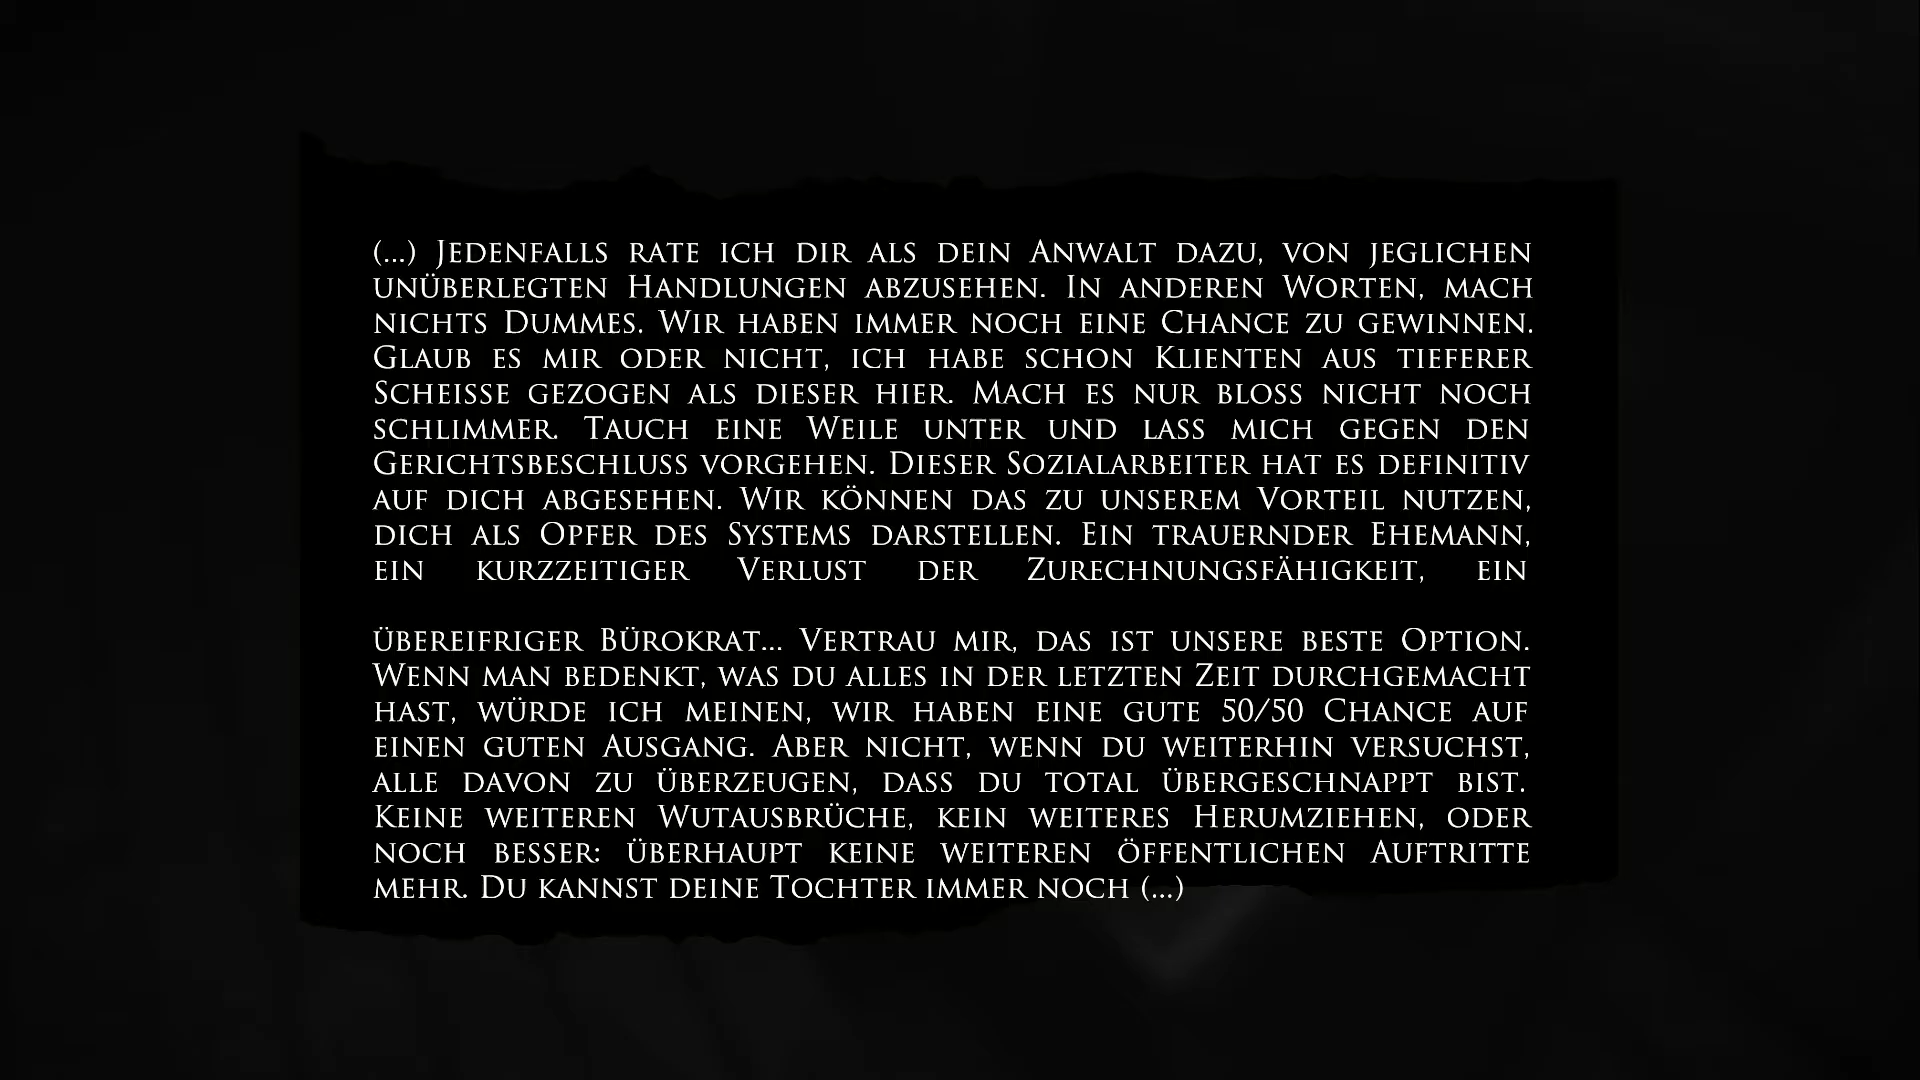 (...) Jedenfalls rate ich dir als dein Anwalt dazu, von jeglichen
unüberlegten Handlungen abzusehen. In anderen Worten, mach
nichts Dummes. Wir haben immer noch eine Chance zu gewinnen.
Glaub es mir oder nicht, ich habe schon Klienten aus tieferer
Scheisse gezogen als dieser hier. Mach es nur bloss nicht noch
schlimmer. Tauch eine Weile unter und lass mich gegen den
Gerichtsbeschluss vorgehen. Dieser Sozialarbeiter hat es definitiv
auf dich abgesehen. Wir können das zu unserem Vorteil nutzen,
dich als Opfer des Systems darstellen. Ein trauernder Ehemann,
ein kurzzeitiger Verlust der Zurechnungsfähigkeit, ein
übereifriger Bürokrat... Vertrau mir, das ist unsere beste Option.
Wenn man bedenkt, was du alles in der letzten Zeit durchgemacht
hast, würde ich meinen, wir haben eine gute 50/50 Chance auf
einen guten Ausgang. Aber nicht, wenn du weiterhin versuchst,
alle davon zu überzeugen, dass du total übergeschnappt bist.
Keine weiteren Wutausbrüche, kein weiteres Herumziehen, oder
noch besser: überhaupt keine weiteren öffentlichen Auftritte
mehr. Du kannst deine Tochter immer noch (...)